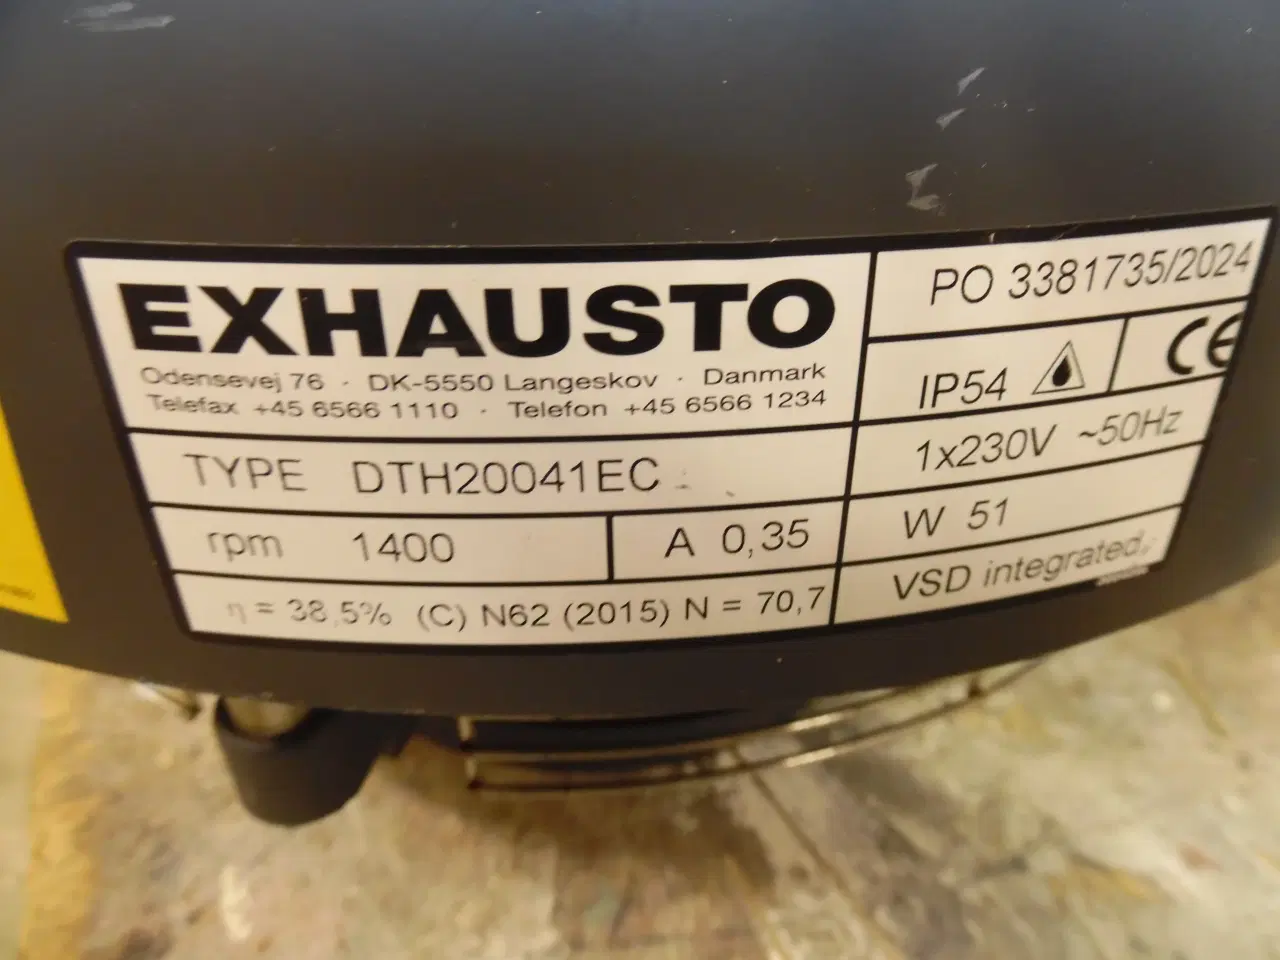 EXHAUSTO
Odensevej 76 · DK-5550 Langeskov · Danmark
Telefax +45 6566 1110 · Telefon +45 6566 1234
TYPE DTH20041EC
rpm 1400
A 0,35
η = 38,5% (C) N62 (2015) N = 70,7
PO 3381735/2024
IP54
CE
1x230V ~50Hz
W 51
VSD integrated